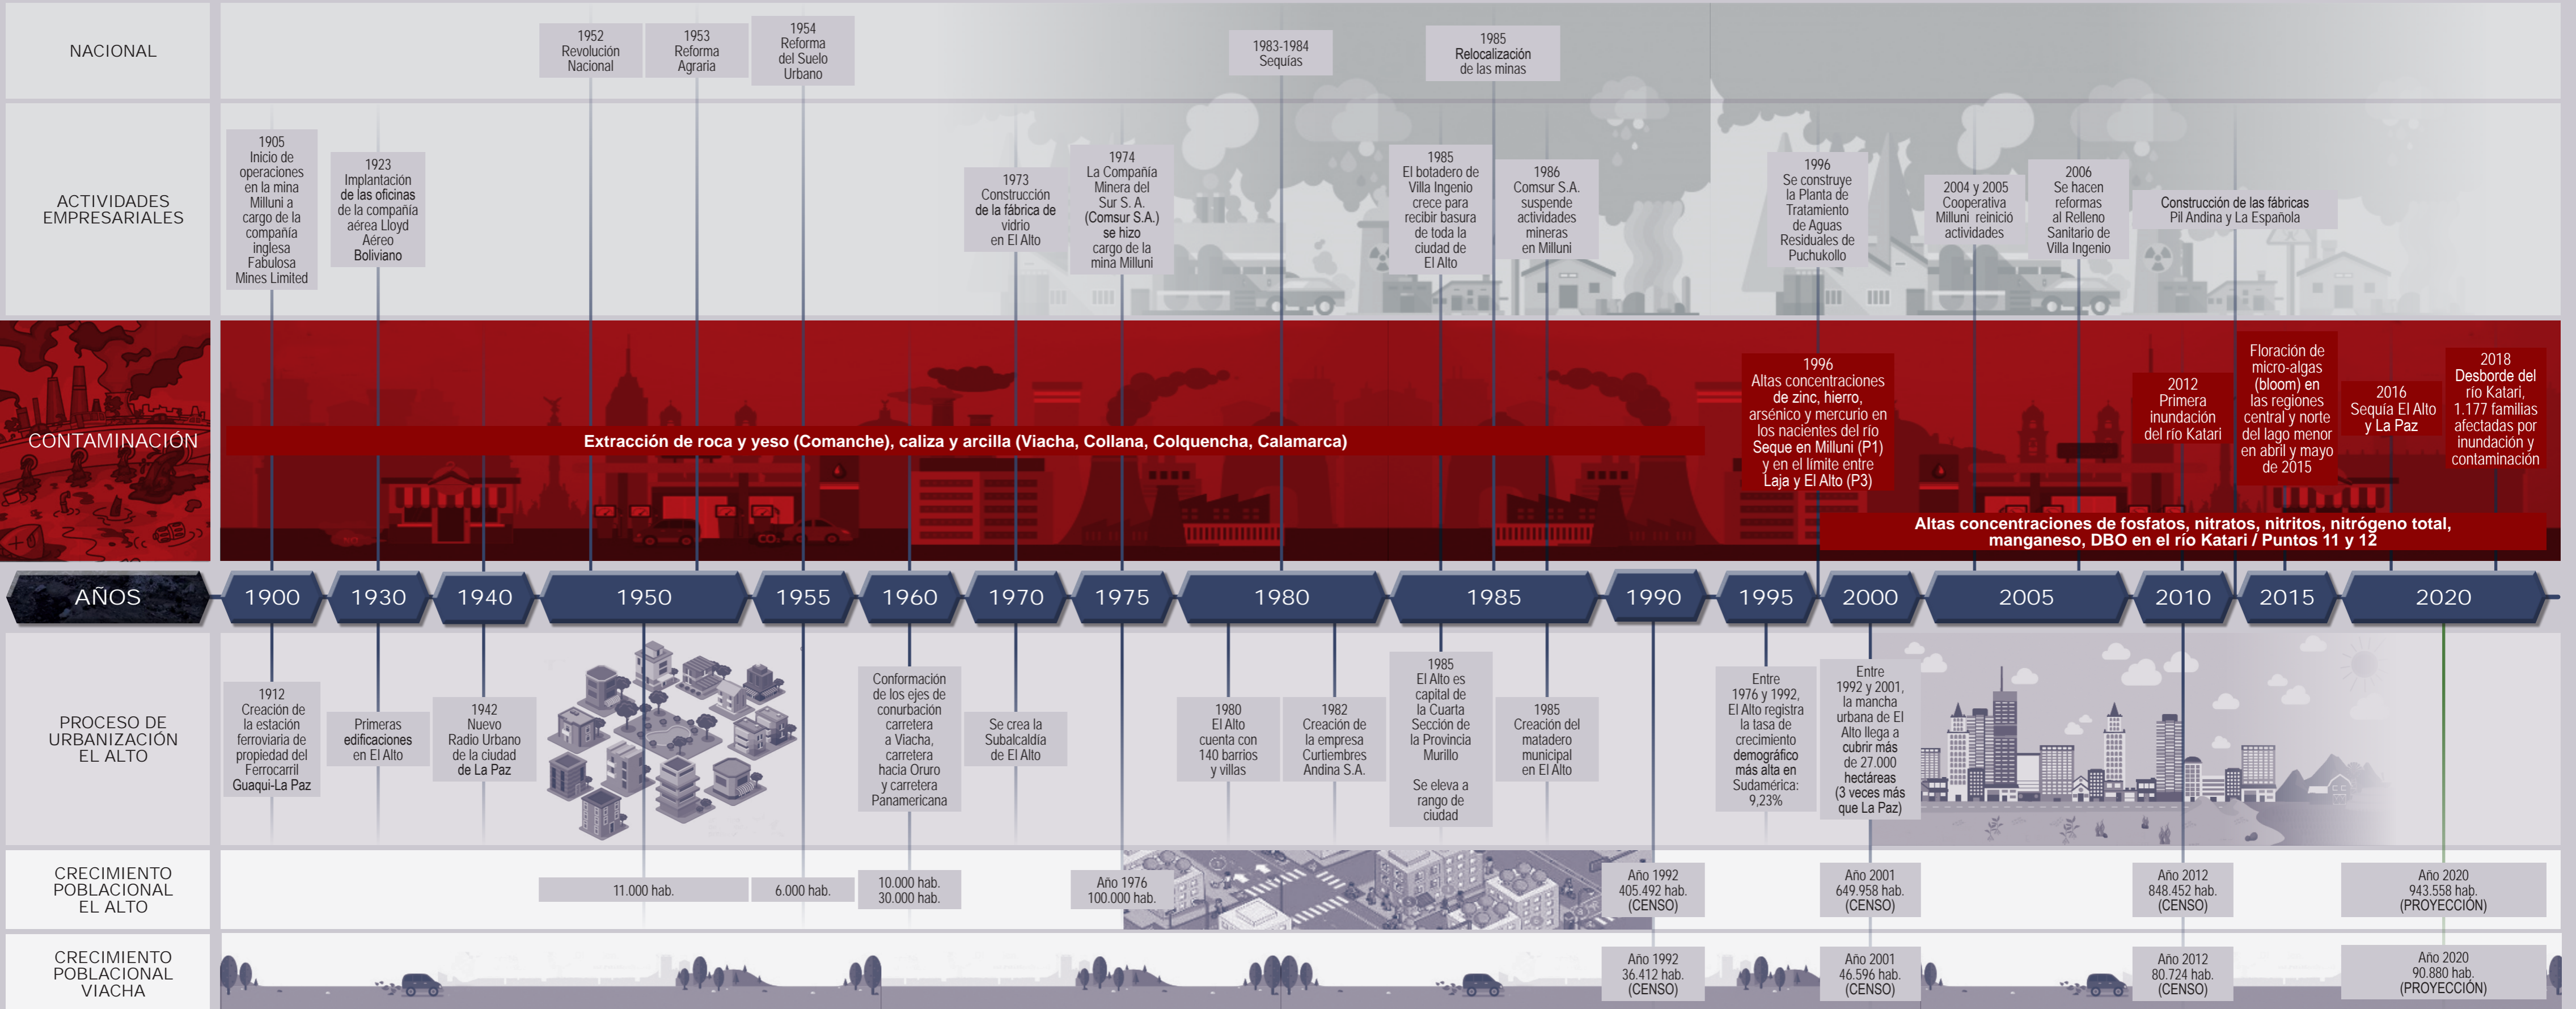 NACIONAL
1952
Revolución
Nacional
1953
Reforma
Agraria
1954
Reforma
del Suelo
Urbano
1983-1984
Sequías
1985
Relocalización
de las minas
ACTIVIDADES
EMPRESARIALES
1905
Inicio de
operaciones
en la mina
Milluni a
cargo de la
compañía
inglesa
Fabulosa
Mines Limited
1923
Implantación
de las oficinas
de la compañía
aérea Lloyd
Aéreo
Boliviano
1973
Construcción
de la fábrica de
vidrio
en El Alto
1974
La Compañía
Minera del
Sur S. A.
(Comsur S.A.)
se hizo
cargo de la
mina Milluni
1985
El botadero de
Villa Ingenio
crece para
recibir basura
de toda la
ciudad de
El Alto
1986
Comsur S.A.
suspende
actividades
mineras
en Milluni
1996
Se construye
la Planta de
Tratamiento
de Aguas
Residuales de
Puchukollo
2004 y 2005
Cooperativa
Milluni reinició
actividades
2006
Se hacen
reformas
al Relleno
Sanitario de
Villa Ingenio
Construcción de las fábricas
Pil Andina y La Española
CONTAMINACIÓN
Extracción de roca y yeso (Comanche), caliza y arcilla (Viacha, Collana, Colquencha, Calamarca)
1996
Altas concentraciones
de zinc, hierro,
arsénico y mercurio en
los nacientes del río
Seque en Milluni (P1)
y en el límite entre
Laja y El Alto (P3)
2012
Primera
inundación
del río Katari
Floración de
micro-algas
(bloom) en
las regiones
central y norte
del lago menor
en abril y mayo
de 2015
2016
Sequía El Alto
y La Paz
2018
Desborde del
río Katari,
1.177 familias
afectadas por
inundación y
contaminación
Altas concentraciones de fosfatos, nitratos, nitritos, nitrógeno total,
manganeso, DBO en el río Katari / Puntos 11 y 12
AÑOS
1900
1930
1940
1950
1955
1960
1970
1975
1980
1985
1990
1995
2000
2005
2010
2015
2020
PROCESO DE
URBANIZACIÓN
EL ALTO
1912
Creación de
la estación
ferroviaria de
propiedad del
Ferrocarril
Guaqui-La Paz
Primeras
edificaciones
en El Alto
1942
Nuevo
Radio Urbano
de la ciudad
de La Paz
Conformación
de los ejes de
conurbación
carretera
a Viacha,
carretera
hacia Oruro
y carretera
Panamericana
Se crea la
Subalcaldía
de El Alto
1980
El Alto
cuenta con
140 barrios
y villas
1982
Creación de
la empresa
Curtiembres
Andina S.A.
1985
El Alto es
capital de
la Cuarta
Sección de
la Provincia
Murillo
Se eleva a
rango de
ciudad
1985
Creación del
matadero
municipal
en El Alto
Entre
1976 y 1992,
El Alto registra
la tasa de
crecimiento
demográfico
más alta en
Sudamérica:
9,23%
Entre
1992 y 2001,
la mancha
urbana de El
Alto llega a
cubrir más
de 27.000
hectáreas
(3 veces más
que La Paz)
CRECIMIENTO
POBLACIONAL
EL ALTO
11.000 hab.
6.000 hab.
10.000 hab.
30.000 hab.
Año 1976
100.000 hab.
Año 1992
405.492 hab.
(CENSO)
Año 2001
649.958 hab.
(CENSO)
Año 2012
848.452 hab.
(CENSO)
Año 2020
943.558 hab.
(PROYECCIÓN)
CRECIMIENTO
POBLACIONAL
VIACHA
Año 1992
36.412 hab.
(CENSO)
Año 2001
46.596 hab.
(CENSO)
Año 2012
80.724 hab.
(CENSO)
Año 2020
90.880 hab.
(PROYECCIÓN)